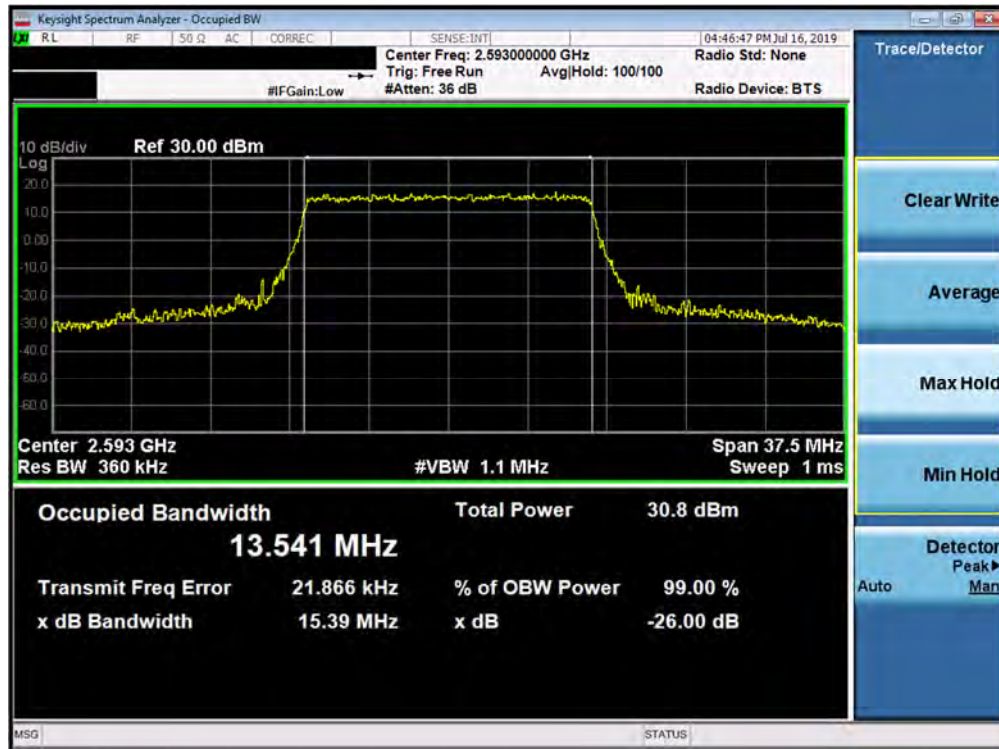 Keysight Spectrum Analyzer - Occupied BW
LXI RL RF 50 Ω AC CORREC SENSE:INT 04:46:47 PM Jul 16, 2019
Center Freq: 2.593000000 GHz Radio Std: None
Trig: Free Run Avg|Hold: 100/100
#IFGain:Low #Atten: 36 dB Radio Device: BTS
Trace/Detector
10 dB/div Ref 30.00 dBm
Log
20.0
10.0
0.00
-10.0
-20.0
-30.0
-40.0
-50.0
-60.0
Center 2.593 GHz Span 37.5 MHz
Res BW 360 kHz #VBW 1.1 MHz Sweep 1 ms
Occupied Bandwidth Total Power 30.8 dBm
13.541 MHz
Transmit Freq Error 21.866 kHz % of OBW Power 99.00 %
x dB Bandwidth 15.39 MHz x dB -26.00 dB
Clear Write
Average
Max Hold
Min Hold
Detector
Peak
Auto Man
MSG STATUS